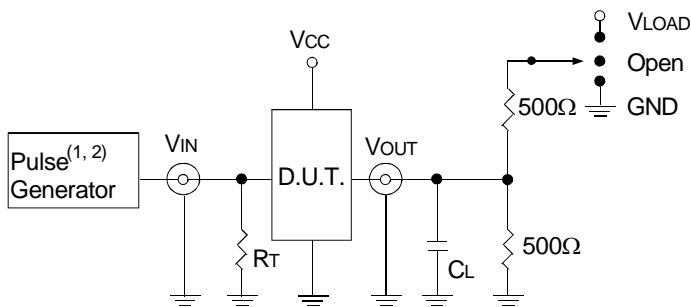 VLOAD
VCC
Open
500Ω
GND
VIN
VOUT
Pulse(1, 2)
Generator
D.U.T.
RT
CL
500Ω